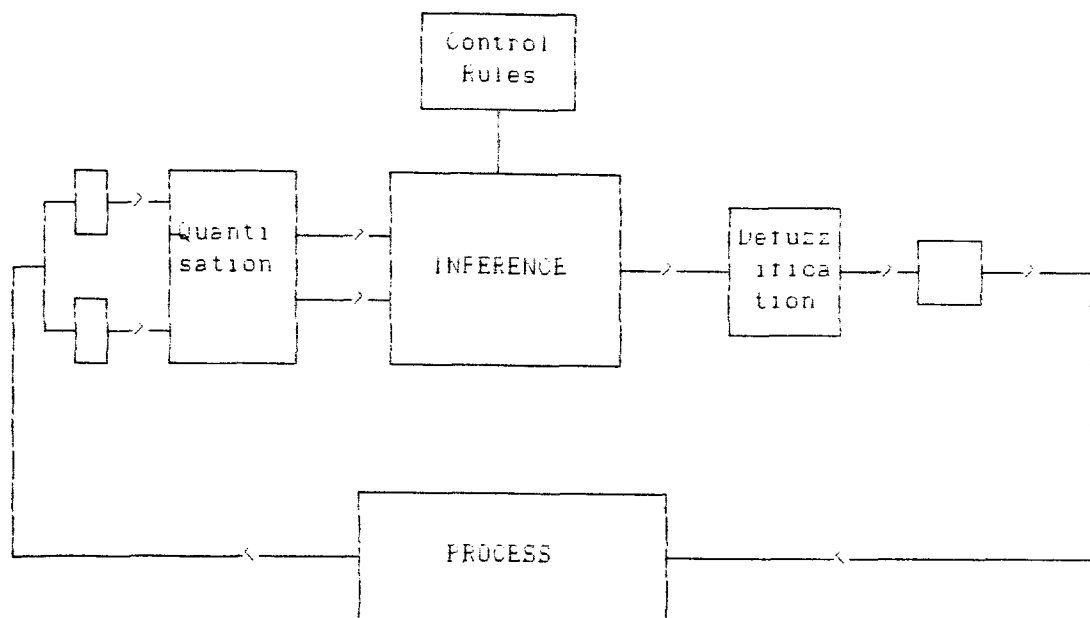 Control
Rules
Quanti
sation
INFERENCE
Defuzz
ifica
tion
PROCESS